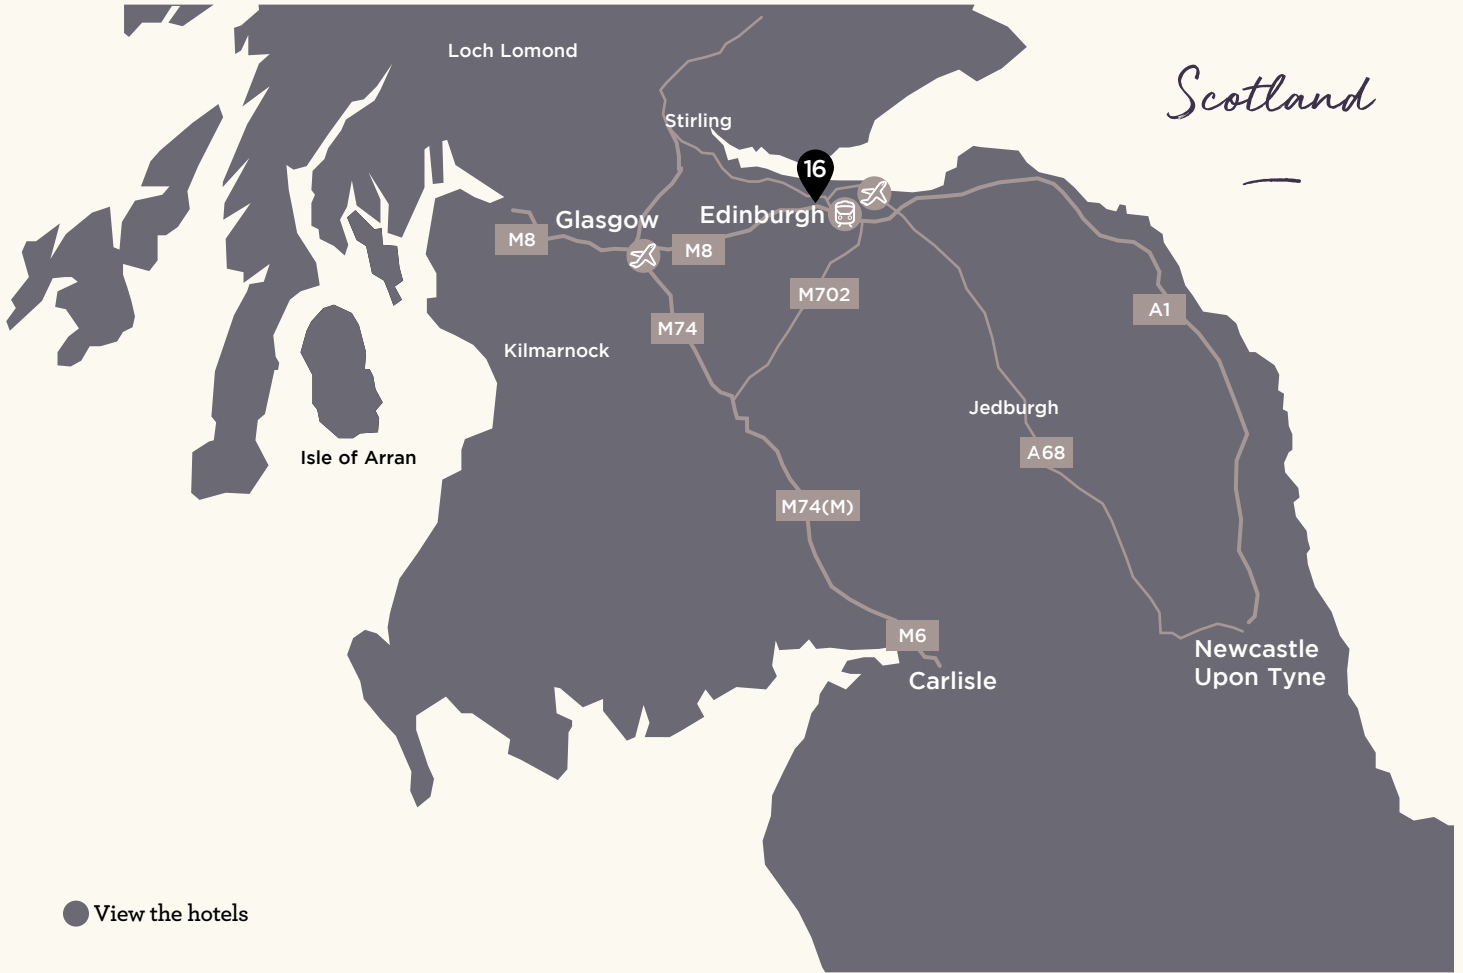 Loch Lomond
Scotland
Stirling
16
Glasgow
Edinburgh
M8
M8
M702
A1
M74
Kilmarnock
Jedburgh
A68
Isle of Arran
M74(M)
M6
Newcastle
Upon Tyne
Carlisle
View the hotels